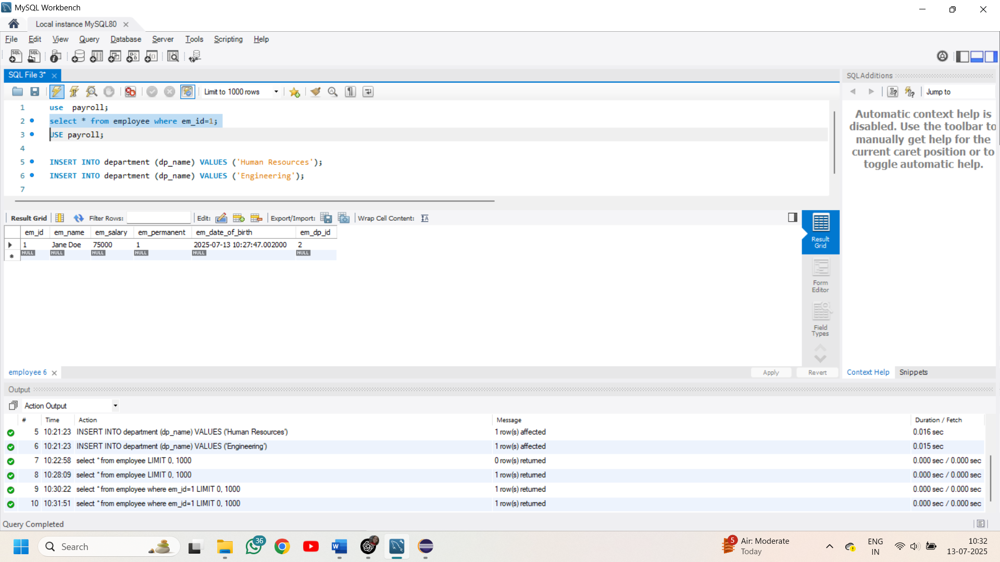 MySQL Workbench
Local instance MySQL80
File Edit View Query Database Server Tools Scripting Help
SQL File 3*
SQLAdditions
Limit to 1000 rows
Jump to
1 use payroll;
2 select * from employee where em_id=1;
3 USE payroll;
4
5 INSERT INTO department (dp_name) VALUES ('Human Resources');
6 INSERT INTO department (dp_name) VALUES ('Engineering');
7
Automatic context help is
disabled. Use the toolbar to
manually get help for the
current caret position or to
toggle automatic help.
Result Grid Filter Rows: Edit: Export/Import: Wrap Cell Content:
em_id em_name em_salary em_permanent em_date_of_birth em_dp_id
1 Jane Doe 75000 1 2025-07-13 10:27:47.002000 2
NULL NULL NULL NULL NULL NULL
Result
Grid
Form
Editor
Field
Types
employee 6
Apply Revert
Context Help Snippets
Output
Action Output
# Time Action Message Duration / Fetch
5 10:21:23 INSERT INTO department (dp_name) VALUES ('Human Resources') 1 row(s) affected 0.016 sec
6 10:21:23 INSERT INTO department (dp_name) VALUES ('Engineering') 1 row(s) affected 0.015 sec
7 10:22:58 select * from employee LIMIT 0, 1000 0 row(s) returned 0.000 sec / 0.000 sec
8 10:28:09 select * from employee LIMIT 0, 1000 1 row(s) returned 0.000 sec / 0.000 sec
9 10:30:22 select * from employee where em_id=1 LIMIT 0, 1000 1 row(s) returned 0.000 sec / 0.000 sec
10 10:31:51 select * from employee where em_id=1 LIMIT 0, 1000 1 row(s) returned 0.000 sec / 0.000 sec
Query Completed
Search
36
5
Air: Moderate
Today
ENG
IN
10:32
13-07-2025